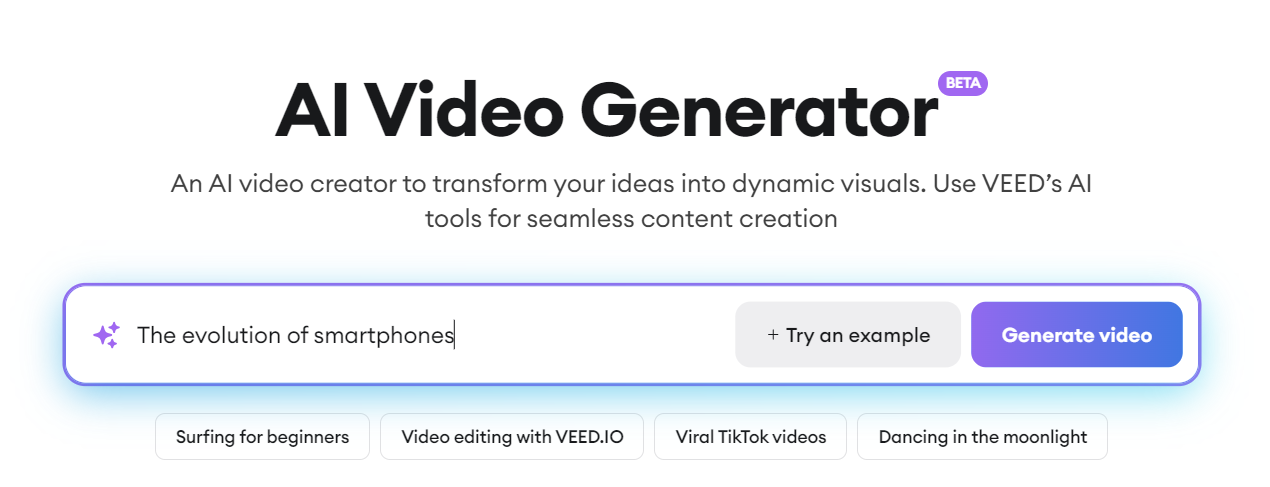 AI Video Generator BETA
An AI video creator to transform your ideas into dynamic visuals. Use VEED’s AI
tools for seamless content creation
The evolution of smartphones
+ Try an example
Generate video
Surfing for beginners
Video editing with VEED.IO
Viral TikTok videos
Dancing in the moonlight